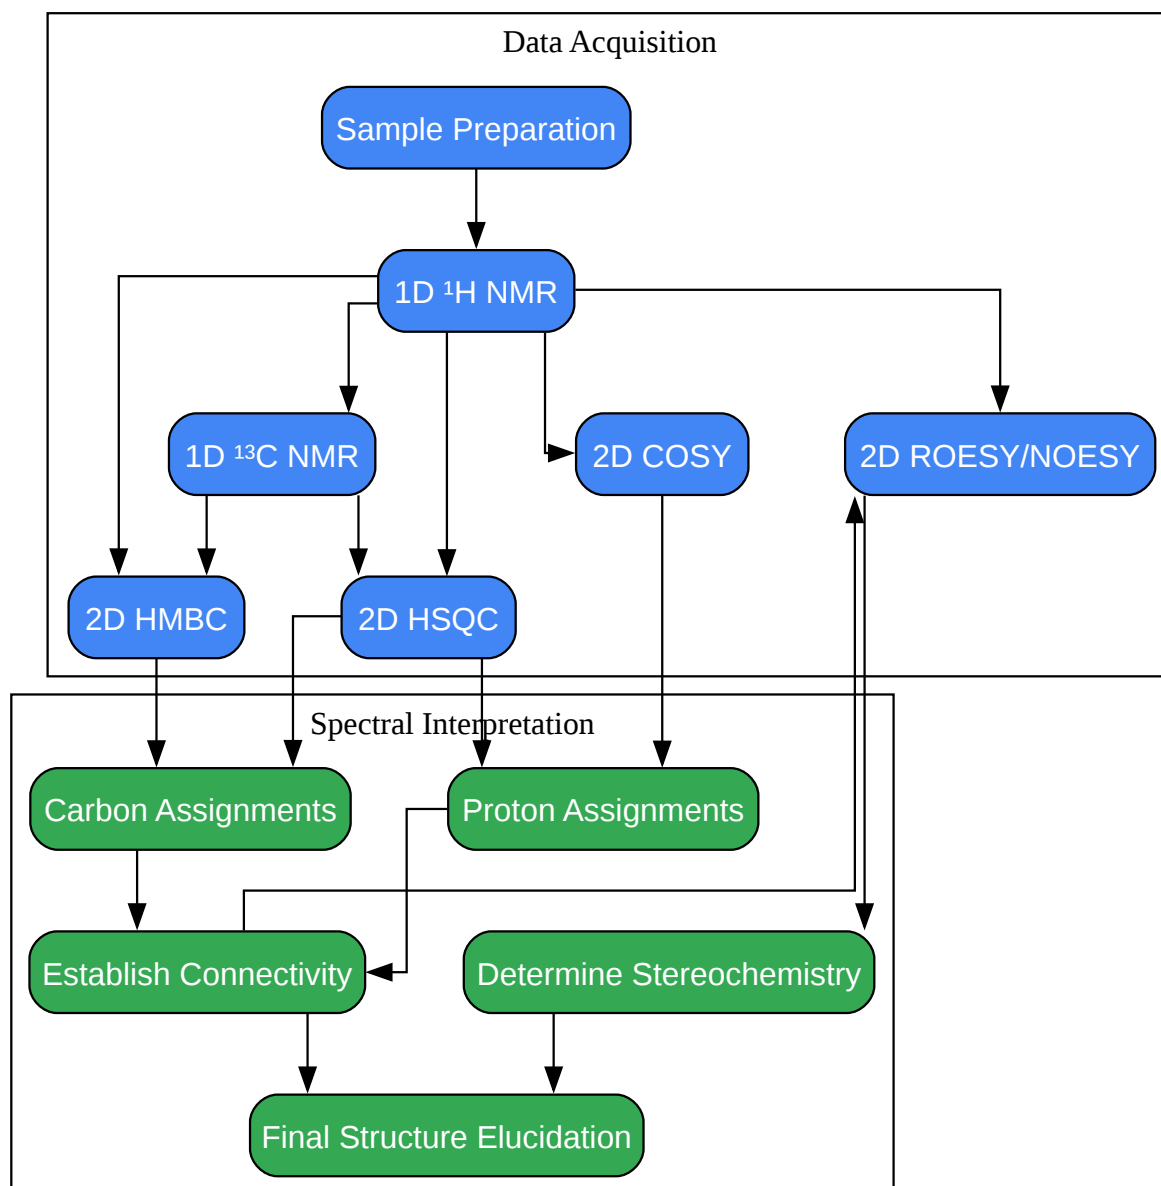 Data Acquisition
Sample Preparation
1D ¹H NMR
1D ¹³C NMR
2D COSY
2D ROESY/NOESY
2D HMBC
2D HSQC
Spectral Interpretation
Carbon Assignments
Proton Assignments
Establish Connectivity
Determine Stereochemistry
Final Structure Elucidation